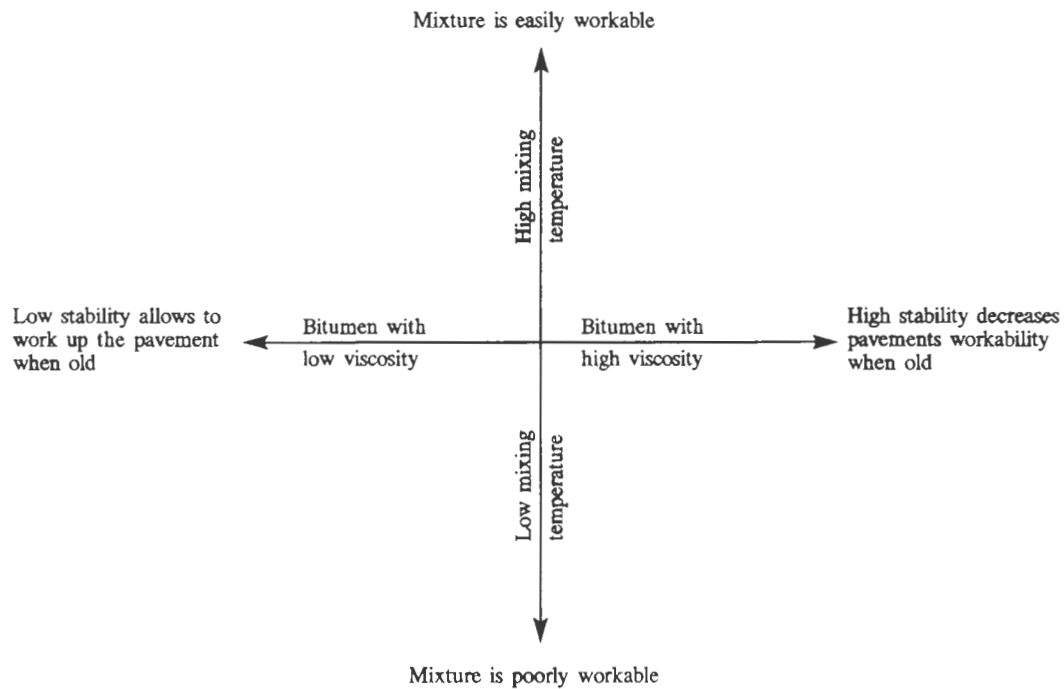 Mixture is easily workable
High mixing
temperature
Low stability allows to
work up the pavement
when old
Bitumen with
low viscosity
Bitumen with
high viscosity
High stability decreases
pavements workability
when old
Low mixing
temperature
Mixture is poorly workable